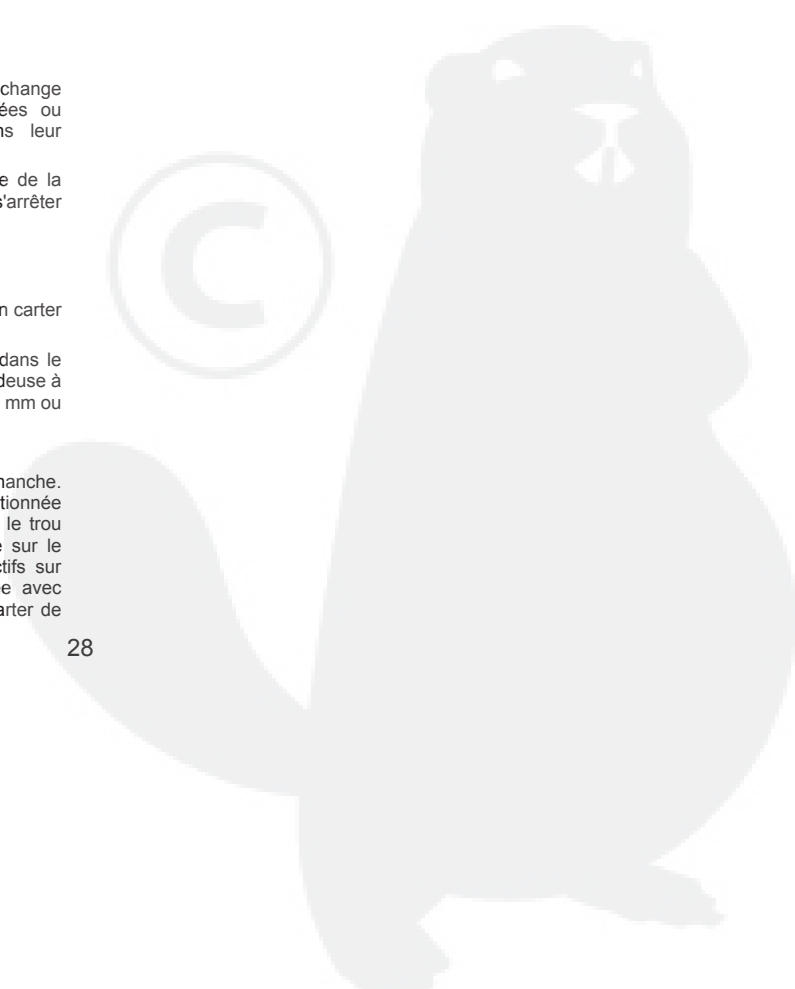 change
ées ou
ns leur
e de la
s'arrêter
n carter
dans le
deuse à
mm ou
manche.
tionnée
le trou
e sur le
ctifs sur
e avec
arter de
28
©